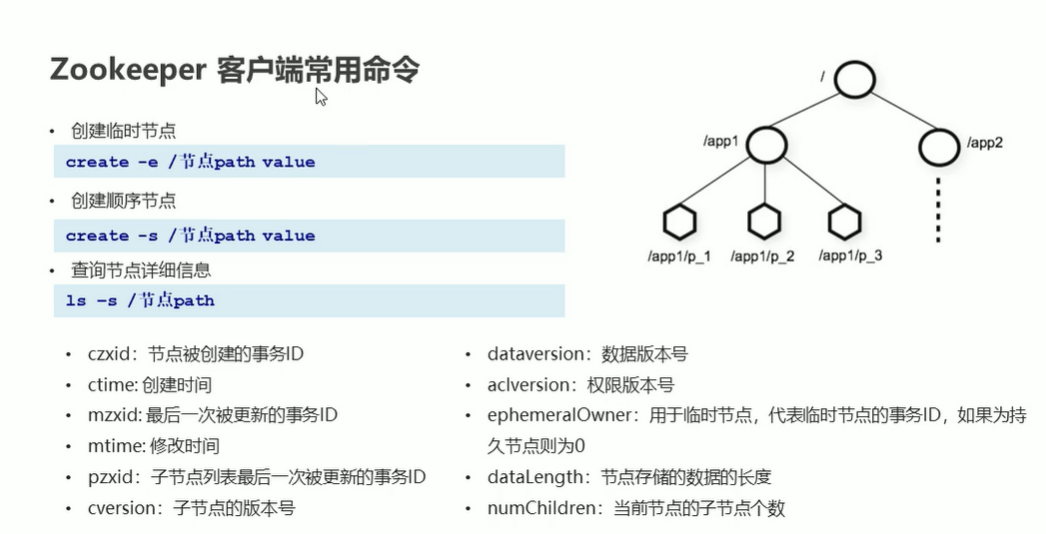 Zookeeper 客户端常用命令
• 创建临时节点
create -e /节点path value
• 创建顺序节点
create -s /节点path value
• 查询节点详细信息
ls –s /节点path
• czxid：节点被创建的事务ID
• ctime: 创建时间
• mzxid: 最后一次被更新的事务ID
• mtime: 修改时间
• pzxid：子节点列表最后一次被更新的事务ID
• cversion：子节点的版本号
• dataversion：数据版本号
• aclversion：权限版本号
• ephemeralOwner：用于临时节点，代表临时节点的事务ID，如果为持
久节点则为0
• dataLength：节点存储的数据的长度
• numChildren：当前节点的子节点个数
/
/app1
/app2
/app1/p_1
/app1/p_2
/app1/p_3